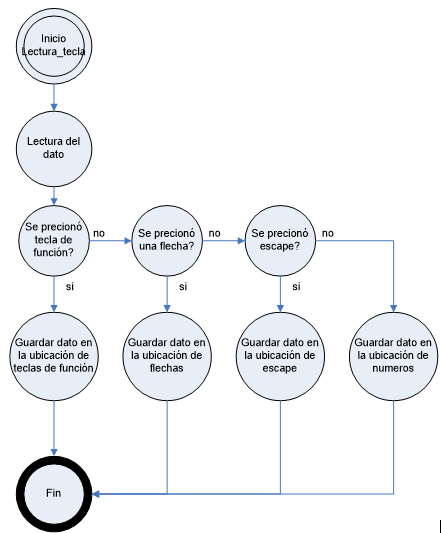 Inicio
Lectura_tecla
Lectura del
dato
Se precionó
tecla de
función?
no
Se precionó
una flecha?
no
Se precionó
escape?
no
si
si
si
Guardar dato en
la ubicación de
teclas de función
Guardar dato en
la ubicación de
flechas
Guardar dato en
la ubicación de
escape
Guardar dato en
la ubicación de
numeros
Fin